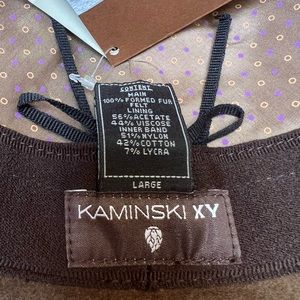 CONTENT
MAIN
100% FORMED FUR
FELT
LINING
56% ACETATE
44% VISCOSE
INNER BAND
51% NYLON
42% COTTON
7% LYCRA
LARGE
KAMINSKI XY